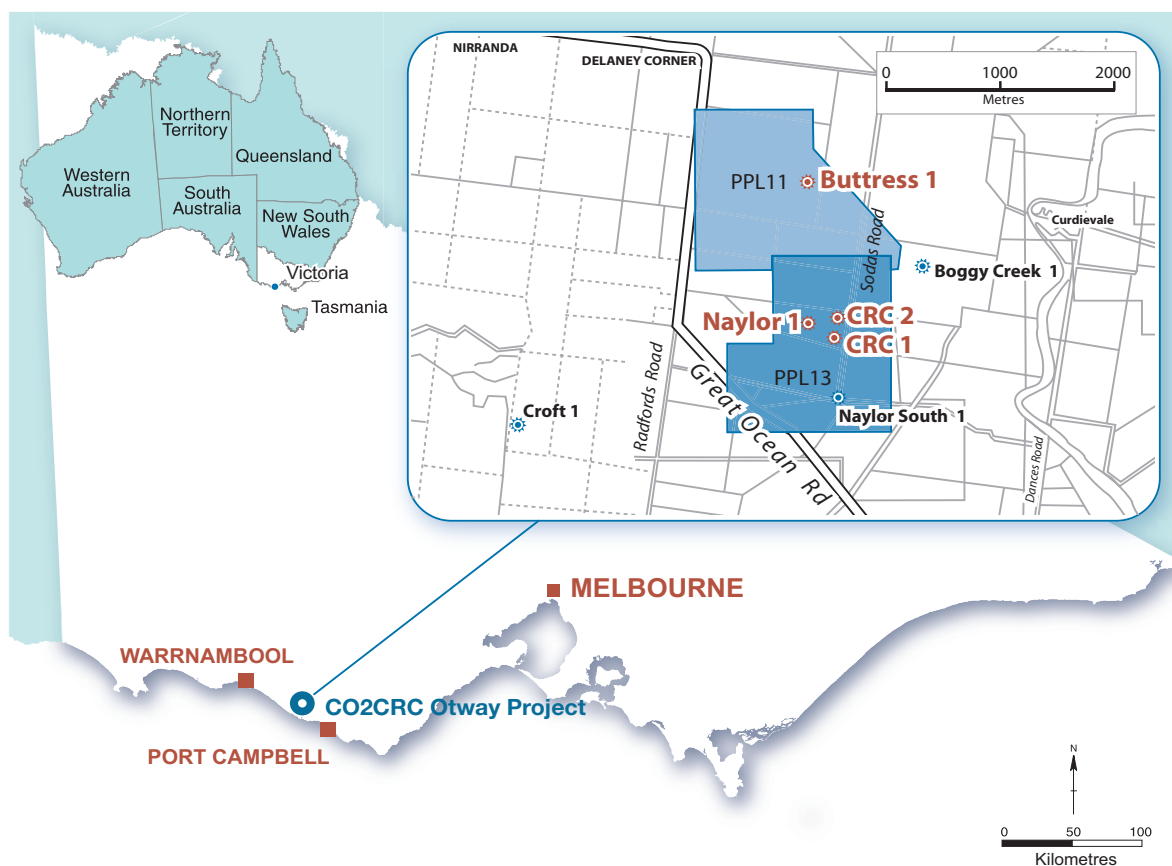 Northern
Territory
Western
Australia
Queensland
South
Australia
New South
Wales
Victoria
Tasmania
NIRRANDA
DELANEY CORNER
0 1000 2000
Metres
PPL11
Buttress 1
Sodas Road
Curdievale
Boggy Creek 1
Naylor 1
CRC 2
CRC 1
PPL13
Radfords Road
Great Ocean Rd
Croft 1
Naylor South 1
Dances Road
MELBOURNE
WARRNAMBOOL
CO2CRC Otway Project
PORT CAMPBELL
N
0 50 100
Kilometres